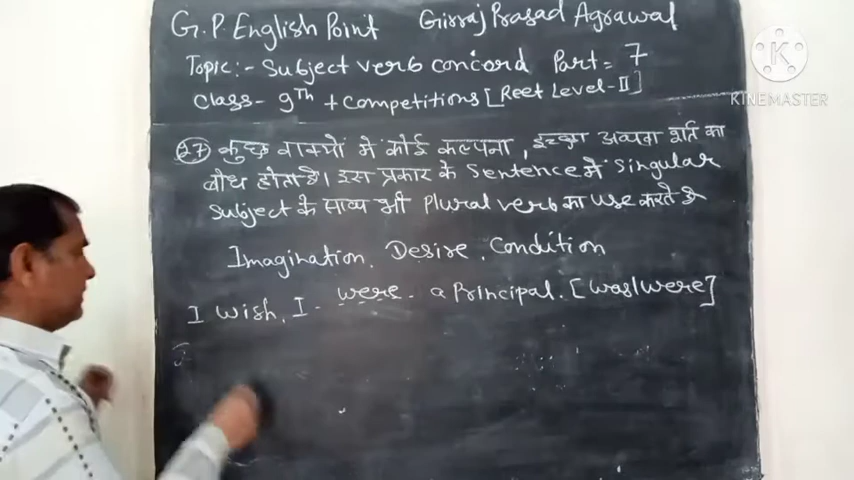 G.P. English Point Girraj Prasad Agrawal
Topic:- Subject verb concord Part = 7
Class - 9th + Competitions [Reet Level-II]
27 कुछ वाक्यों में कोई कल्पना, इच्छा अथवा शर्त का
बोध होता है। इस प्रकार के Sentence में Singular
Subject के साथ भी Plural verb का use करते है
Imagination, Desire, Condition
I wish, I - were - a Principal. [was/were]
K
KINEMASTER